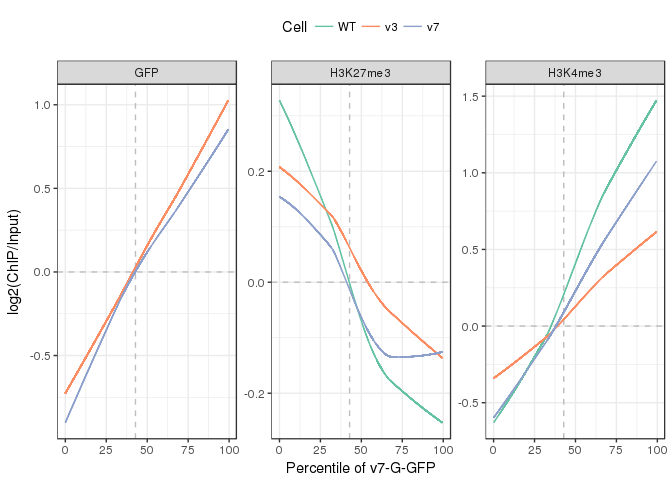 Cell WT v3 v7
GFP H3K27me3 H3K4me3
log2(ChIP/Input)
1.0
0.5
0.0
-0.5
0.2
0.0
-0.2
1.5
1.0
0.5
0.0
-0.5
0 25 50 75 100 0 25 50 75 100 0 25 50 75 100
Percentile of v7-G-GFP